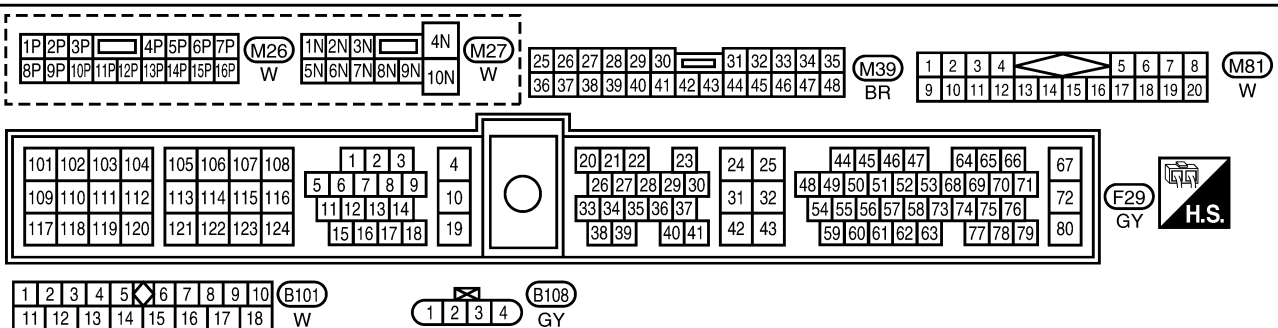 1P 2P 3P 4P 5P 6P 7P
8P 9P 10P 11P 12P 13P 14P 15P 16P
M26
W
1N 2N 3N 4N
5N 6N 7N 8N 9N 10N
M27
W
25 26 27 28 29 30 31 32 33 34 35
36 37 38 39 40 41 42 43 44 45 46 47 48
M39
BR
1 2 3 4 5 6 7 8
9 10 11 12 13 14 15 16 17 18 19 20
M81
W
101 102 103 104 105 106 107 108 1 2 3 4
109 110 111 112 113 114 115 116 5 6 7 8 9 10
11 12 13 14
117 118 119 120 121 122 123 124 15 16 17 18 19
20 21 22 23 24 25 44 45 46 47 64 65 66 67
26 27 28 29 30 48 49 50 51 52 53 68 69 70 71
33 34 35 36 37 31 32 54 55 56 57 58 73 74 75 76 72
38 39 40 41 42 43 59 60 61 62 63 77 78 79 80
F29
GY
H.S.
1 2 3 4 5 6 7 8 9 10
11 12 13 14 15 16 17 18
B101
W
1 2 3 4
B108
GY